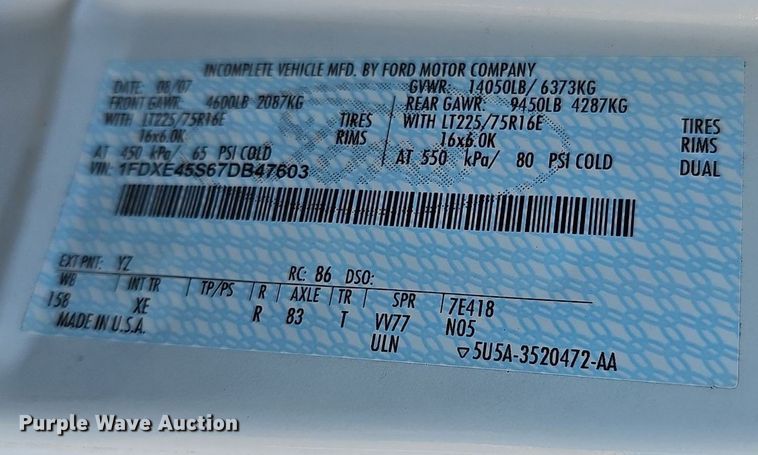 INCOMPLETE VEHICLE MFD. BY FORD MOTOR COMPANY
DATE: 06/07 GVWR: 14050LB/ 6373KG
FRONT GAWR: 4600LB 2087KG REAR GAWR: 9450LB 4287KG
WITH LT225/75R16E TIRES WITH LT225/75R16E TIRES
16x6.0K RIMS 16x6.0K RIMS
AT 450 kPa/ 65 PSI COLD AT 550 kPa/ 80 PSI COLD DUAL
VIN: 1FDXE45S67DB47603
EXT PNT: YZ RC: 86 DSO:
WB INT TR TP/PS R AXLE TR SPR 7E418
158 XE R 83 T VV77 N05
MADE IN U.S.A. ULN ▽5U5A-3520472-AA
Purple Wave Auction